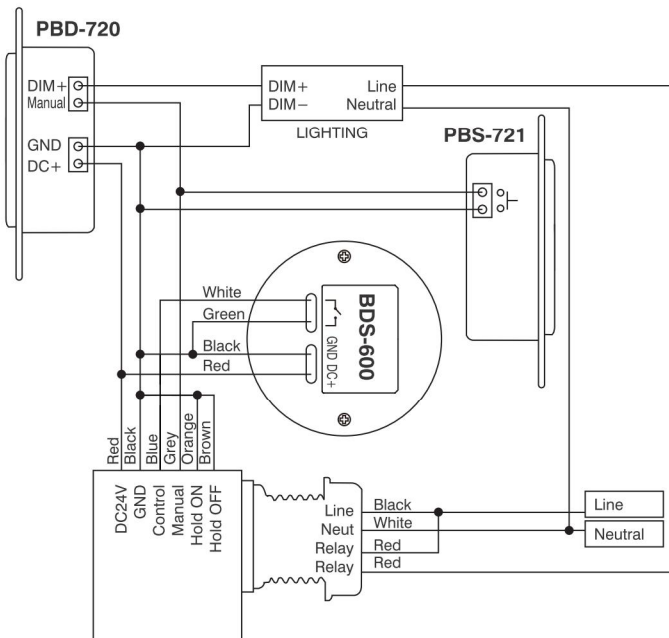 PBD-720
DIM+
Manual
GND
DC+
DIM+ Line
DIM− Neutral
LIGHTING
PBS-721
White
Green
Black
Red
BDS-600
GND DC+
Red
Black
Blue
Grey
Orange
Brown
DC24V
GND
Control
Manual
Hold ON
Hold OFF
Line Black
Neut White
Relay Red
Relay Red
Line
Neutral